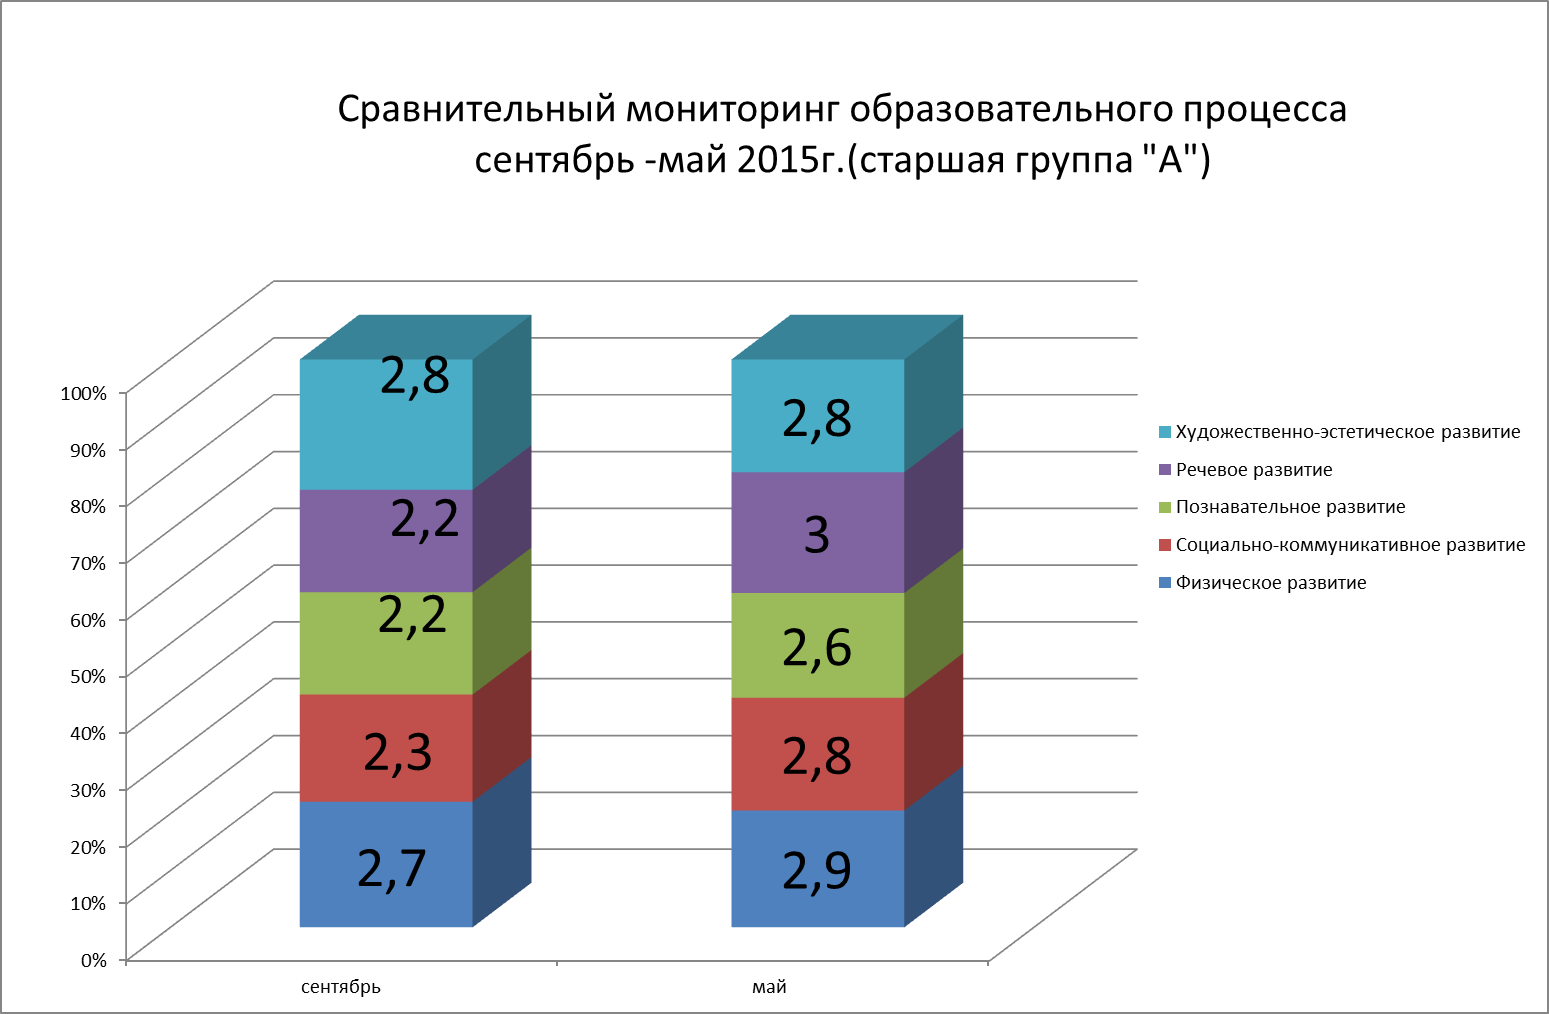 Сравнительный мониторинг образовательного процесса
сентябрь -май 2015г.(старшая группа "А")
100%
90%
80%
70%
60%
50%
40%
30%
20%
10%
0%
2,8
2,2
2,2
2,3
2,7
2,8
3
2,6
2,8
2,9
сентябрь
май
Художественно-эстетическое развитие
Речевое развитие
Познавательное развитие
Социально-коммуникативное развитие
Физическое развитие